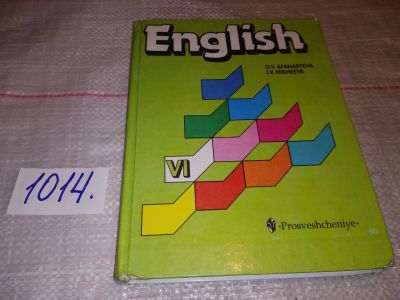 English
O.V. AFANASYEVA
I.V. MIKHEEVA
VI
1014.
·Prosveshcheniye·